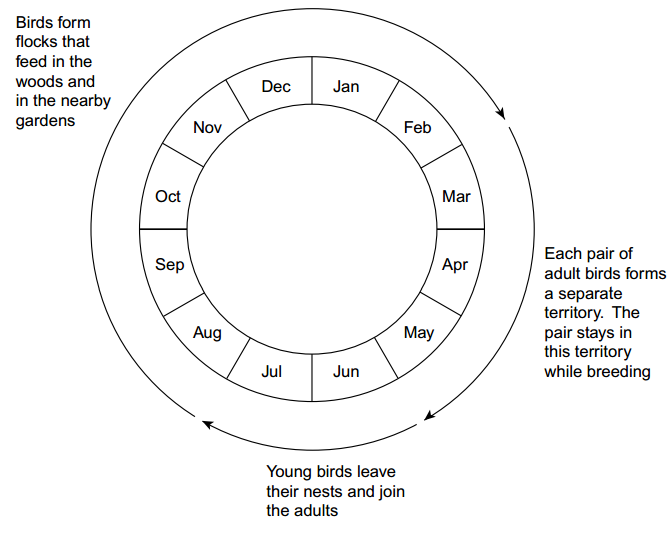 Birds form
flocks that
feed in the
woods and
in the nearby
gardens
Dec
Jan
Nov
Feb
Oct
Mar
Sep
Apr
Aug
May
Jul
Jun
Each pair of
adult birds forms
a separate
territory. The
pair stays in
this territory
while breeding
Young birds leave
their nests and join
the adults